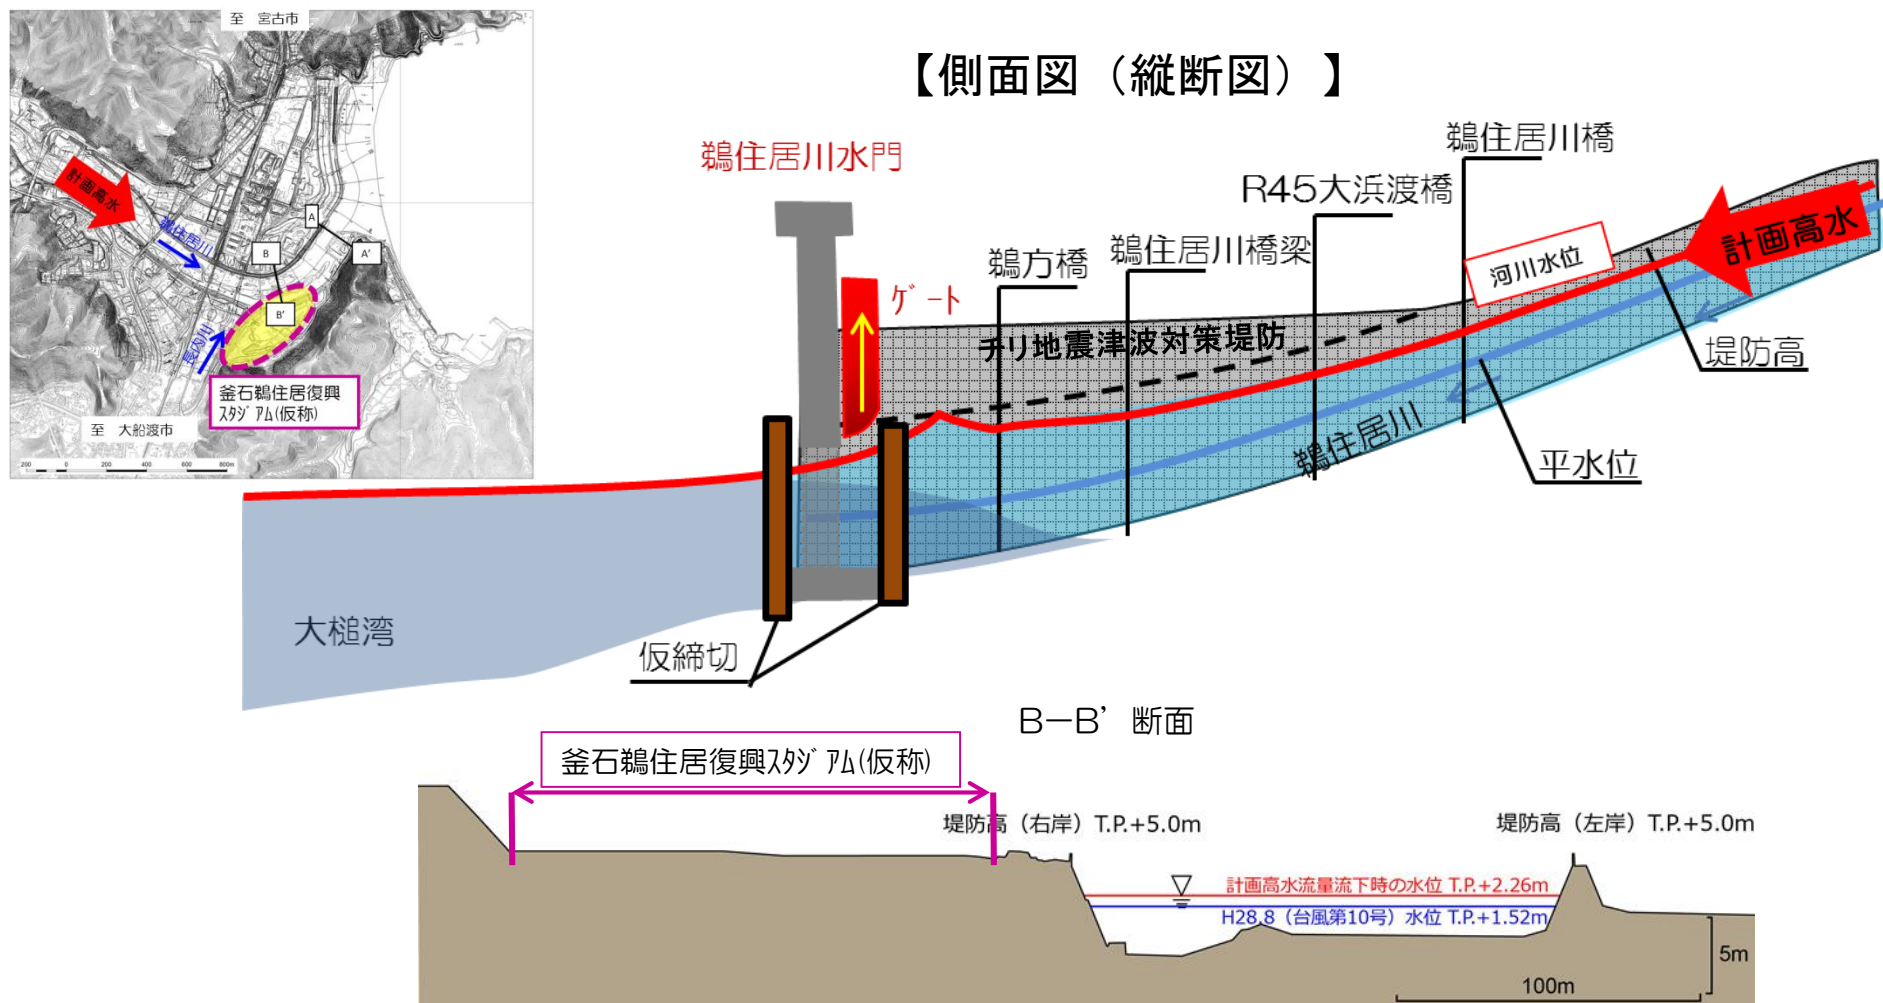 【側面図（縦断図）】
至　宮古市
計画高水
鵜住居川
A
A'
B
B'
長内川
釜石鵜住居復興
ｽﾀｼﾞｱﾑ(仮称)
至　大船渡市
200 0 200 400 600 800m
鵜住居川水門
ｹﾞｰﾄ
鵜方橋
鵜住居川橋梁
R45大浜渡橋
鵜住居川橋
計画高水
河川水位
堤防高
チリ地震津波対策堤防
鵜住居川
平水位
大槌湾
仮締切
B－B’ 断面
釜石鵜住居復興ｽﾀｼﾞｱﾑ(仮称)
堤防高（右岸）T.P.+5.0m
堤防高（左岸）T.P.+5.0m
計画高水流量流下時の水位 T.P.+2.26m
H28.8（台風第10号）水位 T.P.+1.52m
5m
100m